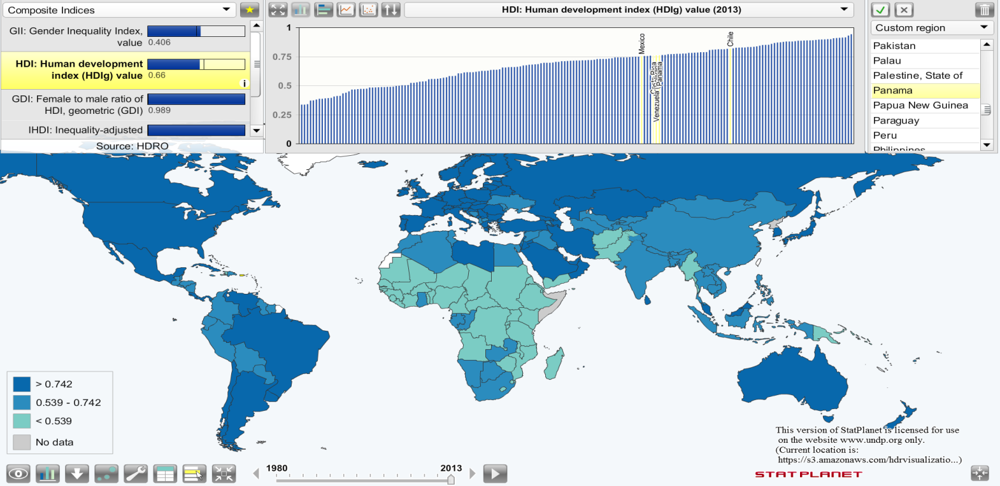 Composite Indices
GII: Gender Inequality Index,
value
0.406
HDI: Human development
index (HDIg) value
0.66
i
GDI: Female to male ratio of
HDI, geometric (GDI)
0.989
IHDI: Inequality-adjusted
Source: HDRO
HDI: Human development index (HDIg) value (2013)
1
0.75
0.5
0.25
0
Mexico
Venezuela
Panama
Chile
Custom region
Pakistan
Palau
Palestine, State of
Panama
Papua New Guinea
Paraguay
Peru
Philippines
> 0.742
0.539 - 0.742
< 0.539
No data
This version of StatPlanet is licensed for use
on the website www.undp.org only.
(Current location is:
https://s3.amazonaws.com/hdrvisualizatio...)
STATPLANET
1980
2013